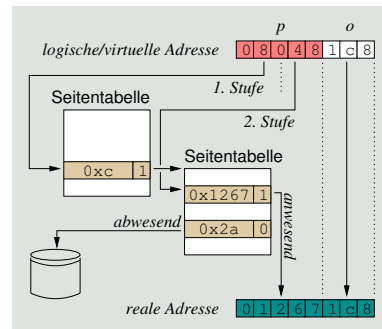 p o
logische/virtuelle Adresse 0 8 0 4 8 1 c 8
1. Stufe
Seitentabelle
2. Stufe
Seitentabelle
0xc 1
0x1267 1
anwesend
abwesend
0x2a 0
reale Adresse 0 1 2 6 7 1 c 8